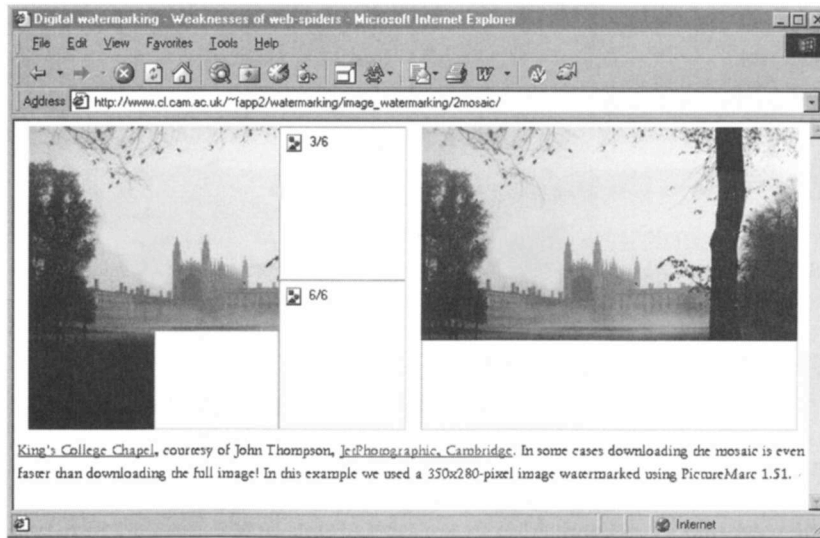 Digital watermarking - Weaknesses of web-spiders - Microsoft Internet Explorer
File Edit View Favorites Tools Help
Address http://www.cl.cam.ac.uk/~fapp2/watermarking/image_watermarking/2mosaic/
3/6
6/6
King's College Chapel, courtesy of John Thompson, JetPhotographic, Cambridge. In some cases downloading the mosaic is even
faster than downloading the full image! In this example we used a 350x280-pixel image watermarked using PictureMarc 1.51.
Internet